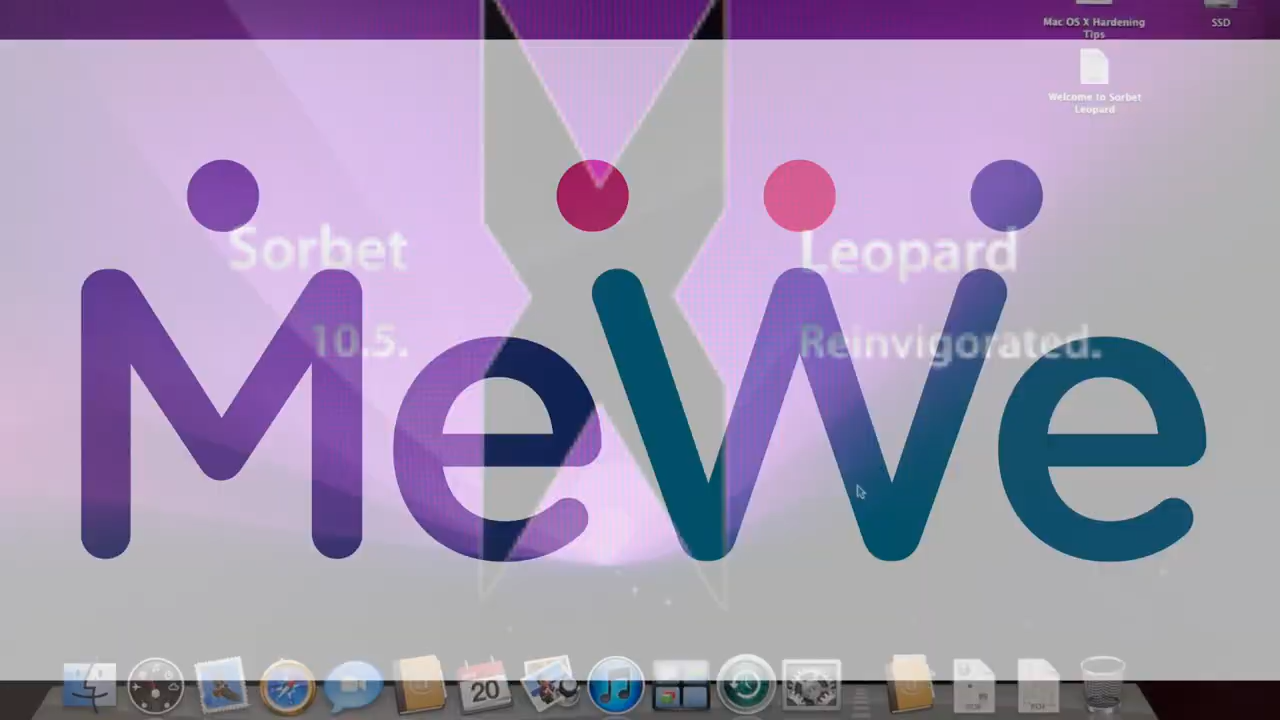 Mac OS X Hardening
Tips
SSD
Welcome to Sorbet
Leopard
Sorbet
Leopard
10.5.
Reinvigorated.
MeWe
20